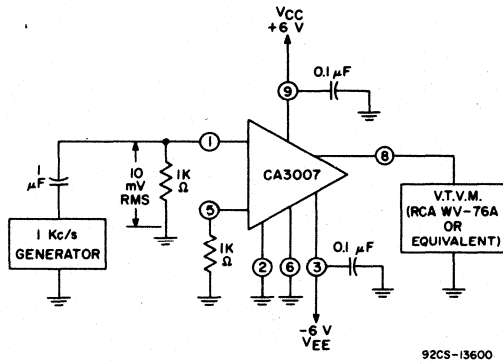 VCC
+6 V
0.1 µF
9
1
8
1
µF
10
mV
RMS
1K
Ω
CA3007
5
1K
Ω
V.T.V.M.
(RCA WV-76A
OR
EQUIVALENT)
1 Kc/s
GENERATOR
2
6
3
0.1 µF
-6 V
VEE
92CS-13600